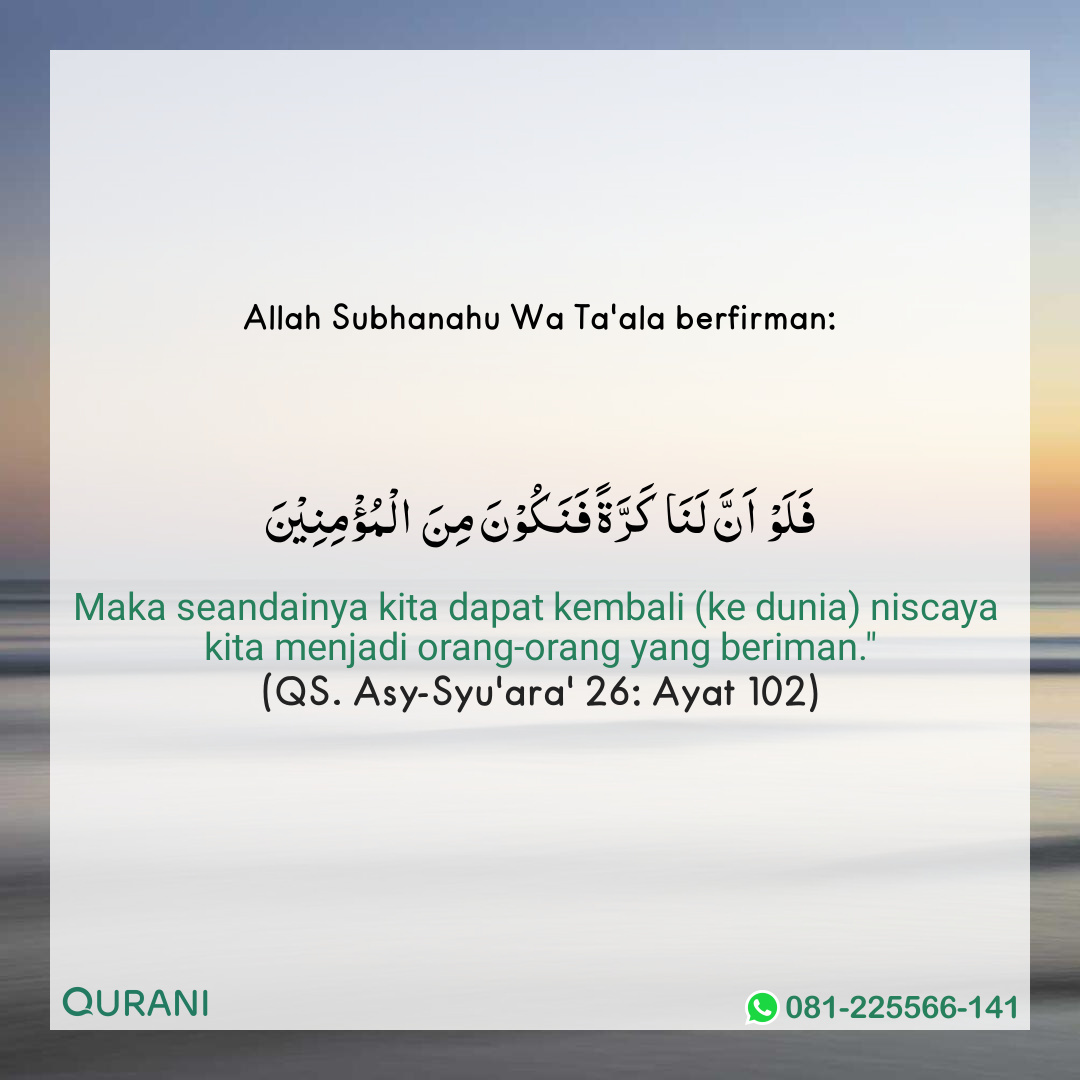 Allah Subhanahu Wa Ta'ala berfirman:
فَلَوْ اَنَّ لَنَا كَرَّةً فَنَكُوْنَ مِنَ الْمُؤْمِنِيْنَ
Maka seandainya kita dapat kembali (ke dunia) niscaya
kita menjadi orang-orang yang beriman."
(QS. Asy-Syu'ara' 26: Ayat 102)
QURANI
081-225566-141